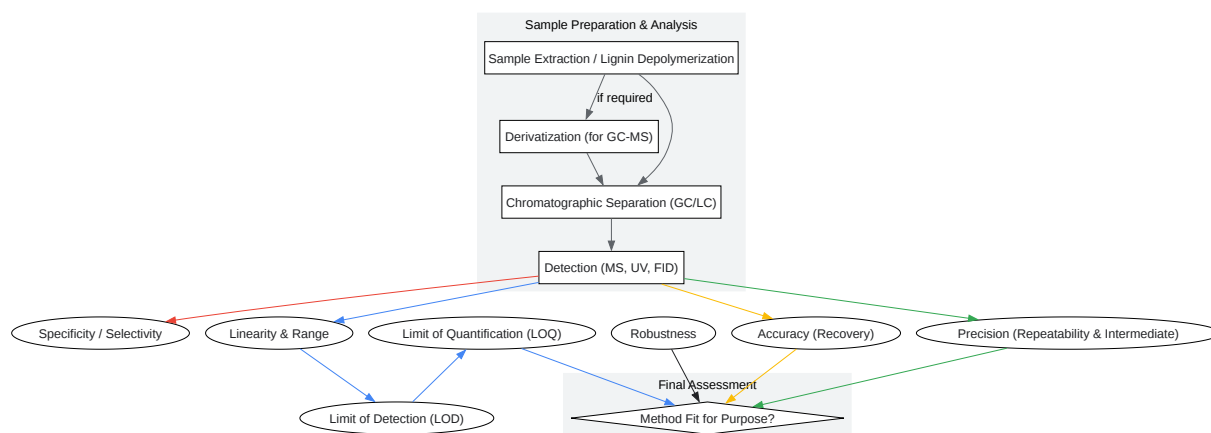 Sample Preparation & Analysis
Sample Extraction / Lignin Depolymerization
if required
Derivatization (for GC-MS)
Chromatographic Separation (GC/LC)
Detection (MS, UV, FID)
Specificity / Selectivity
Linearity & Range
Limit of Quantification (LOQ)
Robustness
Accuracy (Recovery)
Precision (Repeatability & Intermediate)
Final Assessment
Limit of Detection (LOD)
Method Fit for Purpose?